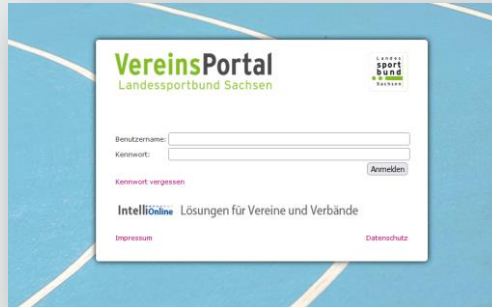 VereinsPortal
Landessportbund Sachsen
Landes
sport
bund
Sachsen
Benutzername:
Kennwort:
Anmelden
Kennwort vergessen
IntelliOnline Lösungen für Vereine und Verbände
Impressum
Datenschutz